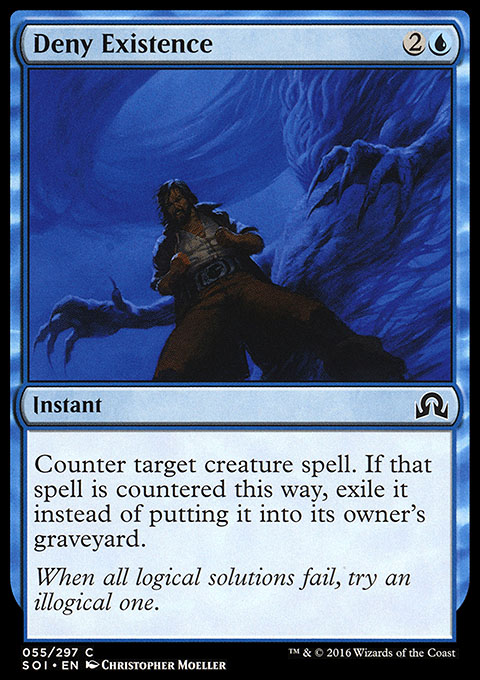 Deny Existence 2
Instant
Counter target creature spell. If that
spell is countered this way, exile it
instead of putting it into its owner's
graveyard.
When all logical solutions fail, try an
illogical one.
055/297 C
SOI • EN Christopher Moeller
™ & © 2016 Wizards of the Coast